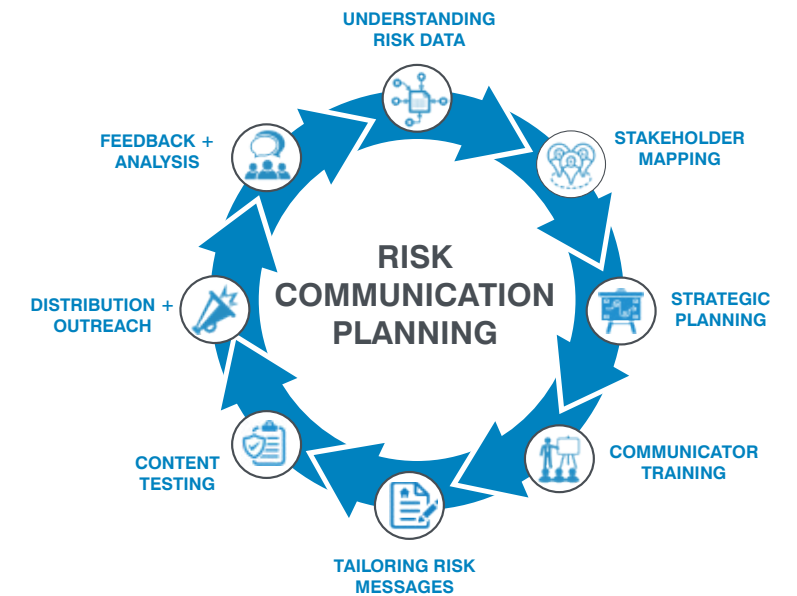 UNDERSTANDING
RISK DATA
STAKEHOLDER
MAPPING
STRATEGIC
PLANNING
COMMUNICATOR
TRAINING
TAILORING RISK
MESSAGES
CONTENT
TESTING
DISTRIBUTION +
OUTREACH
FEEDBACK +
ANALYSIS
RISK
COMMUNICATION
PLANNING